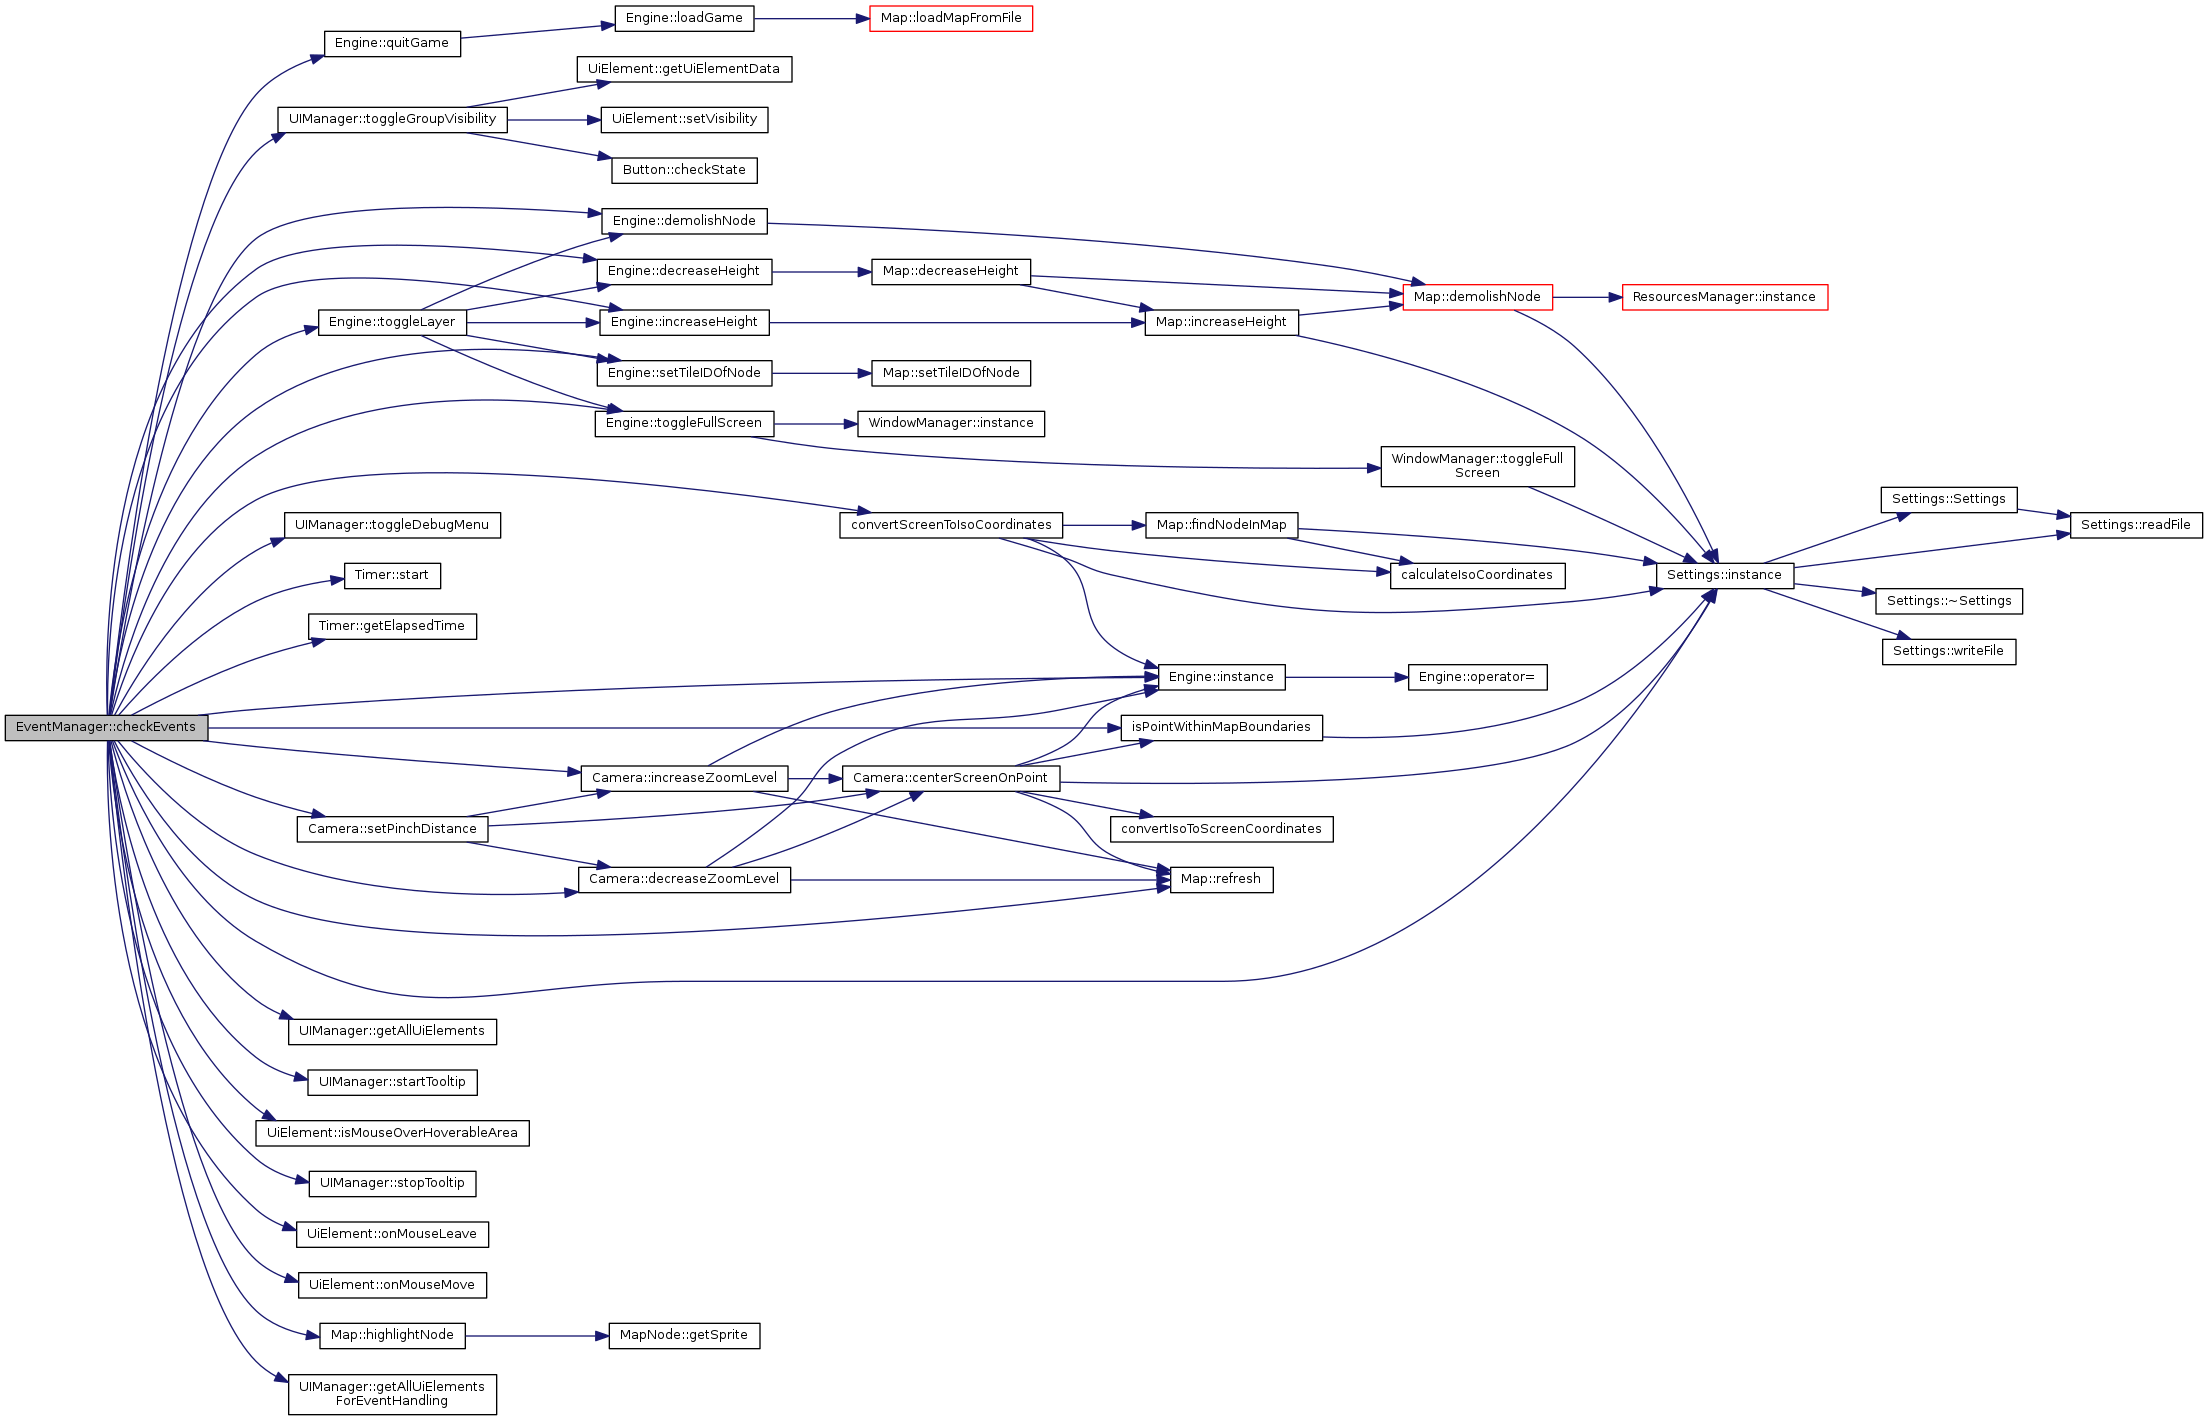 Engine::loadGame
Map::loadMapFromFile
Engine::quitGame
UiElement::getUiElementData
UIManager::toggleGroupVisibility
UiElement::setVisibility
Button::checkState
Engine::demolishNode
Engine::decreaseHeight
Map::decreaseHeight
Map::demolishNode
ResourcesManager::instance
Engine::toggleLayer
Engine::increaseHeight
Map::increaseHeight
Engine::setTileIDOfNode
Map::setTileIDOfNode
Engine::toggleFullScreen
WindowManager::instance
WindowManager::toggleFull
Screen
Settings::Settings
UIManager::toggleDebugMenu
convertScreenToIsoCoordinates
Map::findNodeInMap
Settings::readFile
Timer::start
calculateIsoCoordinates
Settings::instance
Settings::~Settings
Timer::getElapsedTime
Settings::writeFile
Engine::instance
Engine::operator=
EventManager::checkEvents
isPointWithinMapBoundaries
Camera::increaseZoomLevel
Camera::centerScreenOnPoint
Camera::setPinchDistance
convertIsoToScreenCoordinates
Camera::decreaseZoomLevel
Map::refresh
UIManager::getAllUiElements
UIManager::startTooltip
UiElement::isMouseOverHoverableArea
UIManager::stopTooltip
UiElement::onMouseLeave
UiElement::onMouseMove
Map::highlightNode
MapNode::getSprite
UIManager::getAllUiElements
ForEventHandling